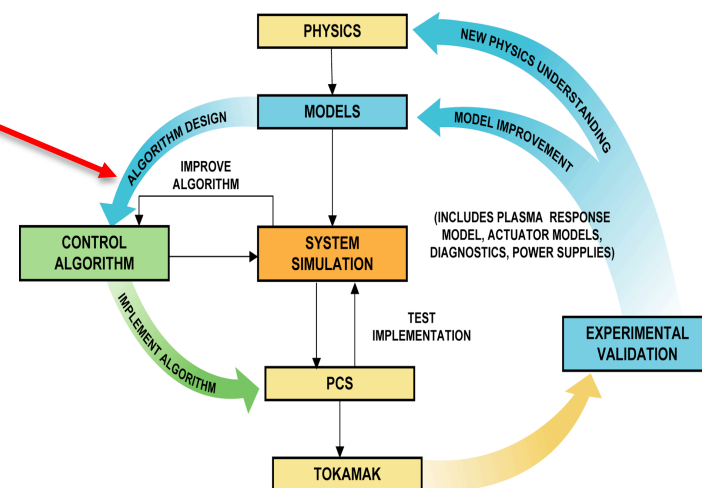 PHYSICS
NEW PHYSICS UNDERSTANDING
MODELS
MODEL IMPROVEMENT
ALGORITHM DESIGN
IMPROVE
ALGORITHM
(INCLUDES PLASMA RESPONSE
MODEL, ACTUATOR MODELS,
DIAGNOSTICS, POWER SUPPLIES)
CONTROL
ALGORITHM
SYSTEM
SIMULATION
TEST
IMPLEMENTATION
EXPERIMENTAL
VALIDATION
IMPLEMENT ALGORITHM
PCS
TOKAMAK